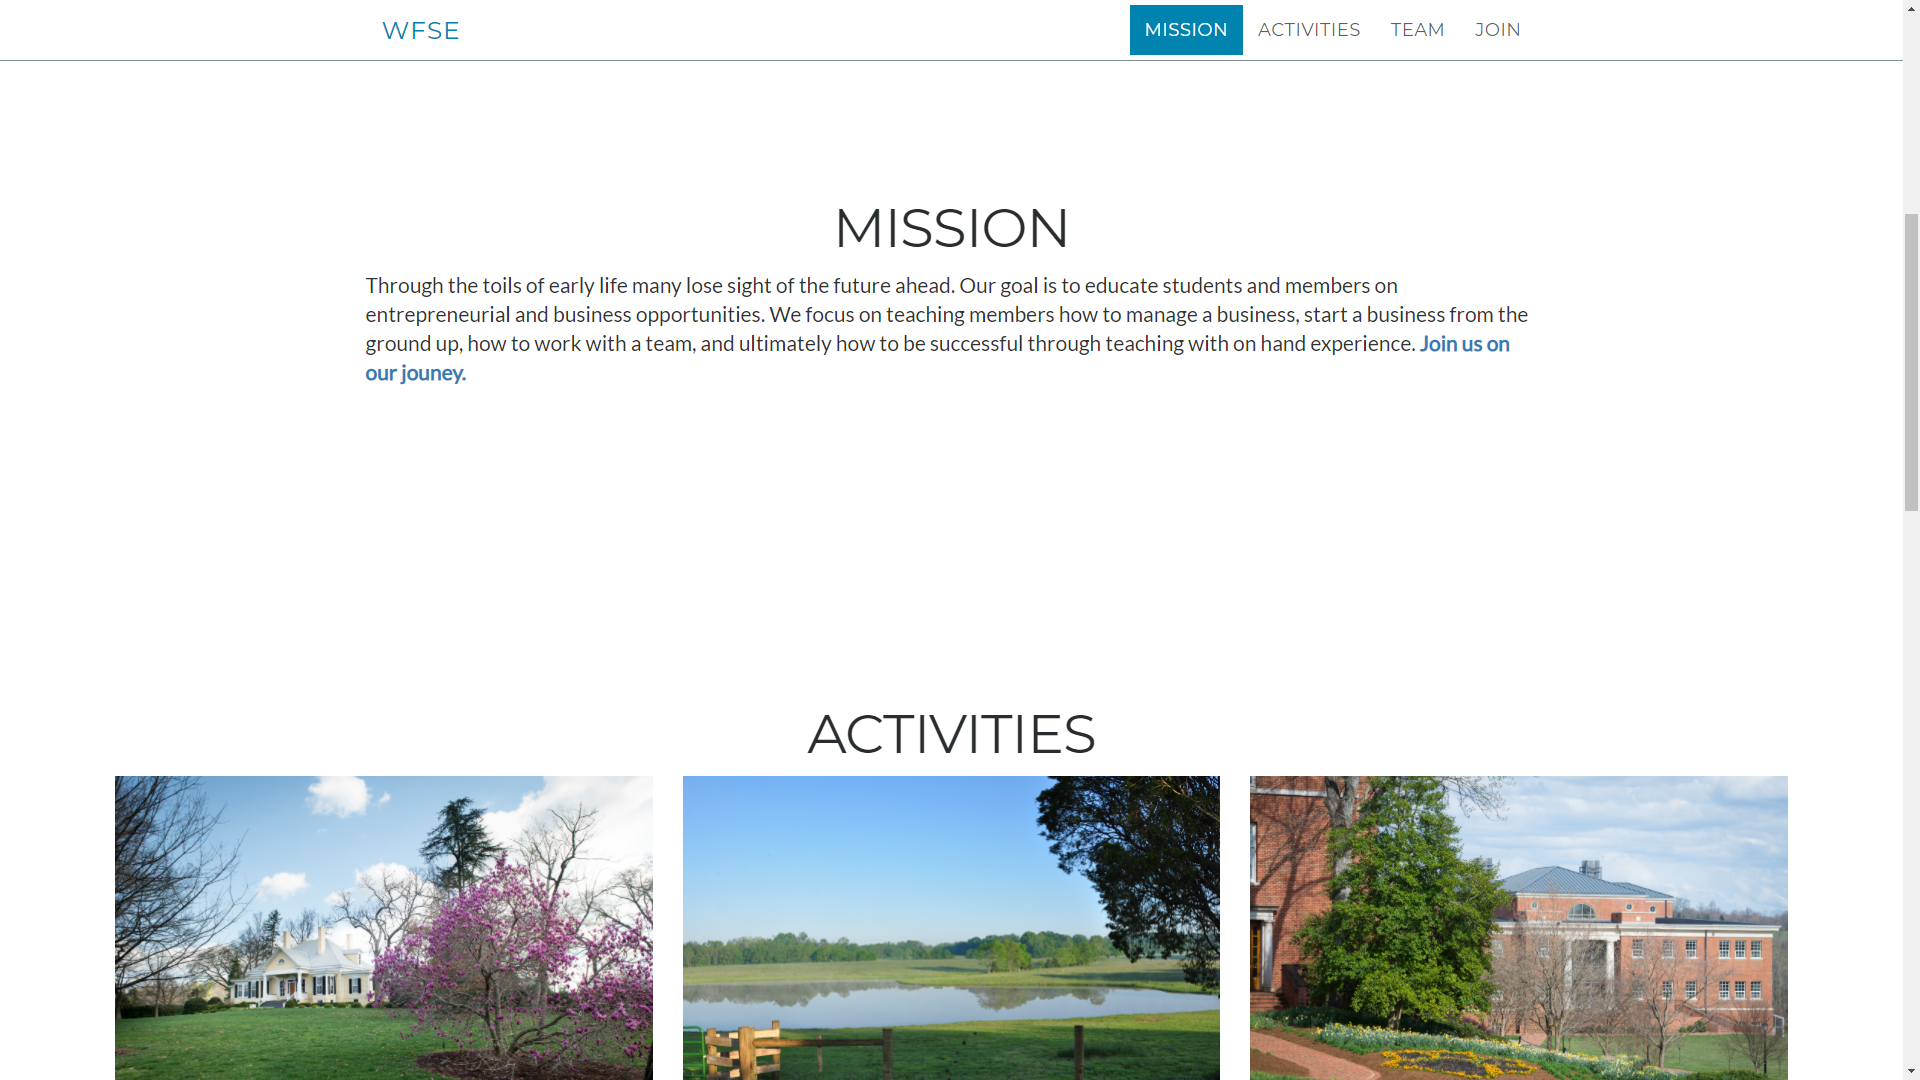 WFSE
MISSION ACTIVITIES TEAM JOIN
MISSION
Through the toils of early life many lose sight of the future ahead. Our goal is to educate students and members on
entrepreneurial and business opportunities. We focus on teaching members how to manage a business, start a business from the
ground up, how to work with a team, and ultimately how to be successful through teaching with on hand experience. Join us on
our jouney.
ACTIVITIES